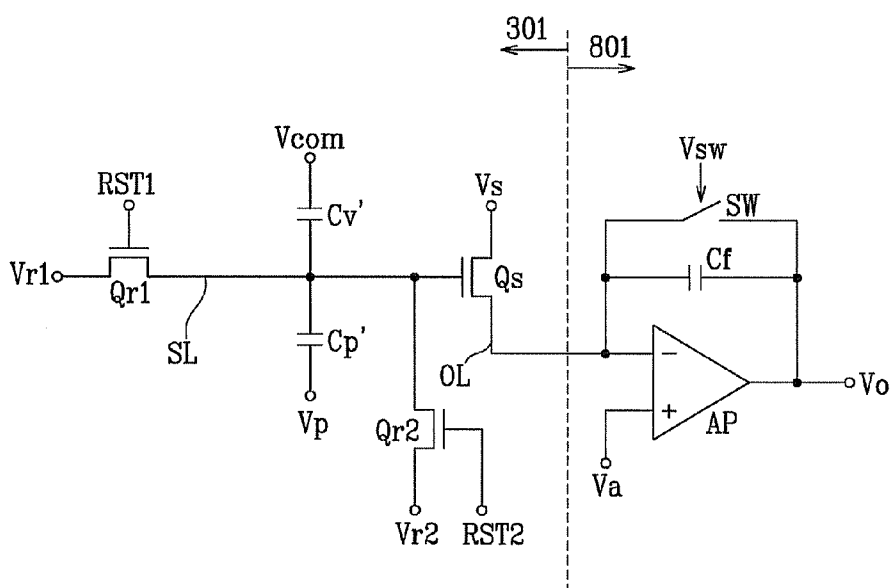 301
801
Vcom
Vsw
RST1
Cv'
Vs
SW
Vr1
Qr1
Qs
Cf
SL
Cp'
OL
−
Vp
Qr2
+
AP
Vo
Va
Vr2
RST2